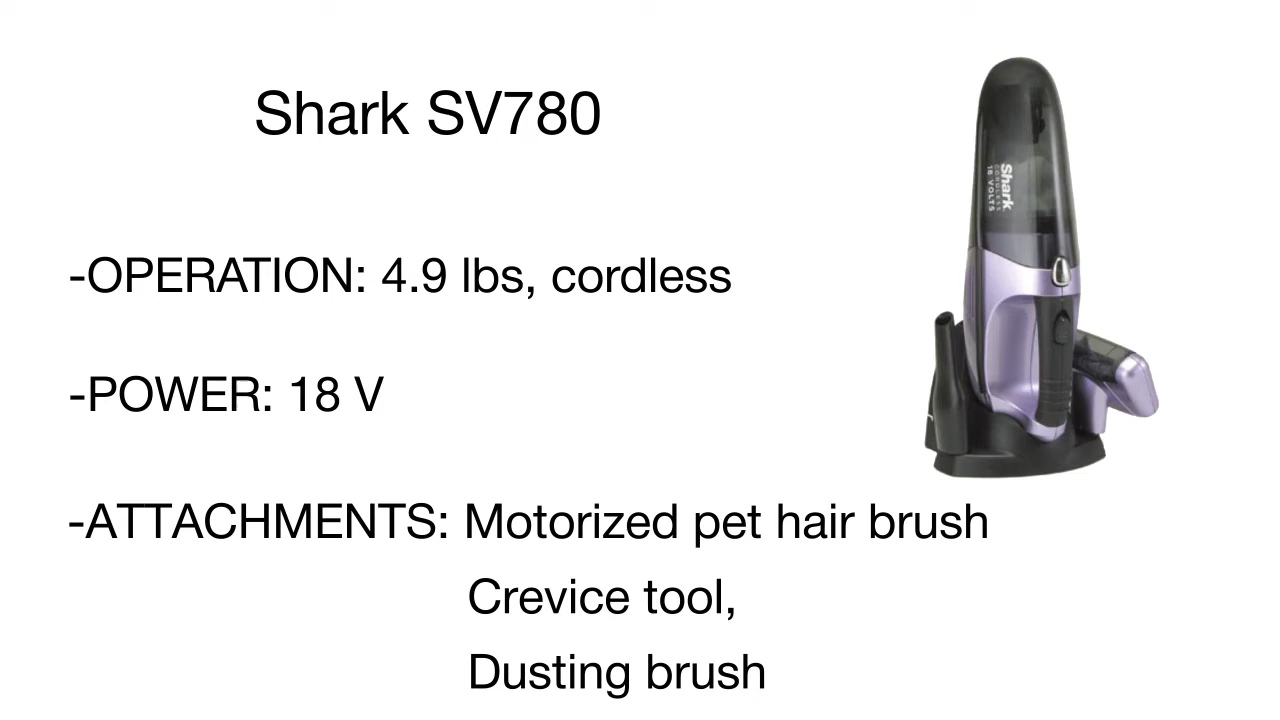 Shark SV780
-OPERATION: 4.9 lbs, cordless
-POWER: 18 V
-ATTACHMENTS: Motorized pet hair brush
Crevice tool,
Dusting brush
Shark
CORDLESS
18 VOLTS